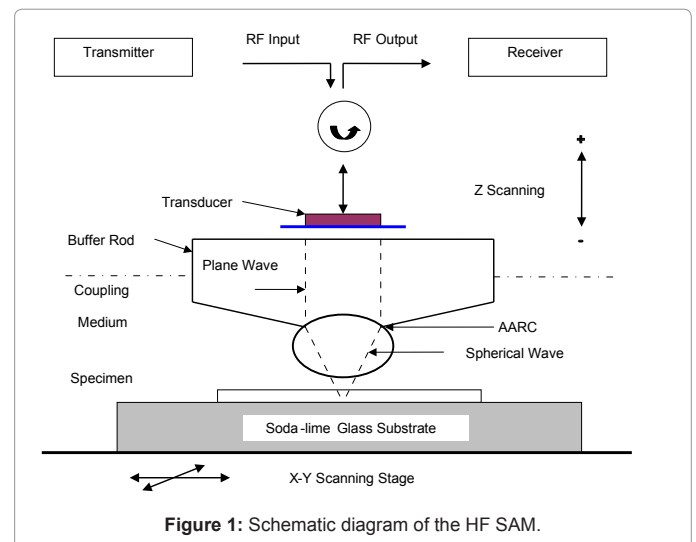 RF Input RF Output
Transmitter Receiver
+
Z Scanning
Transducer
-
Buffer Rod
Plane Wave
Coupling
Medium
AARC
Spherical Wave
Specimen
Soda-lime Glass Substrate
X-Y Scanning Stage
Figure 1: Schematic diagram of the HF SAM.